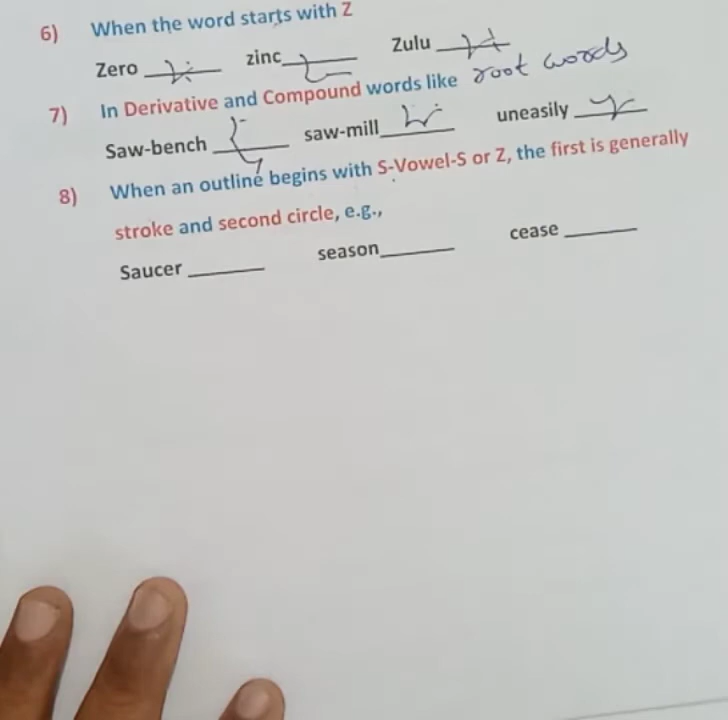 6) When the word starts with Z
Zero zinc Zulu
7) In Derivative and Compound words like root words
Saw-bench saw-mill uneasily
8) When an outline begins with S-Vowel-S or Z, the first is generally
stroke and second circle, e.g.,
Saucer season cease